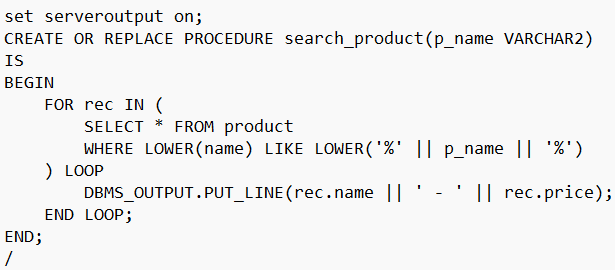 set serveroutput on;
CREATE OR REPLACE PROCEDURE search_product(p_name VARCHAR2)
IS
BEGIN
    FOR rec IN (
        SELECT * FROM product
        WHERE LOWER(name) LIKE LOWER('%' || p_name || '%')
    ) LOOP
        DBMS_OUTPUT.PUT_LINE(rec.name || ' - ' || rec.price);
    END LOOP;
END;
/